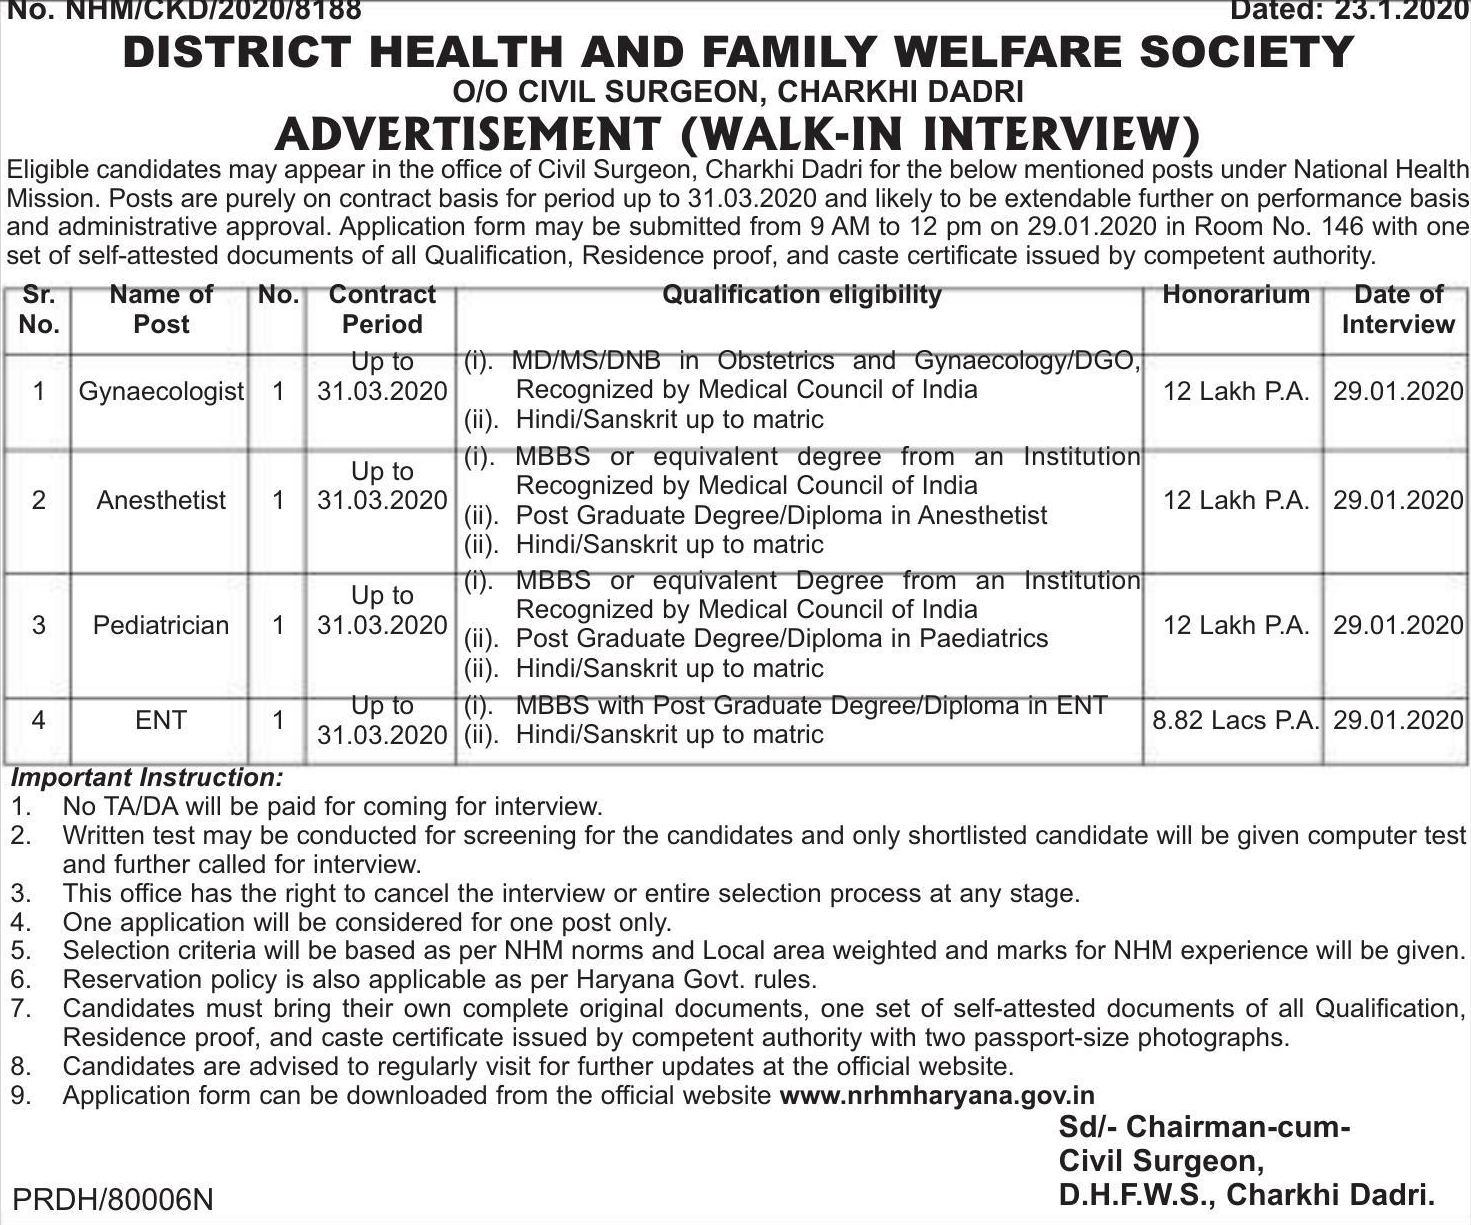 No. NHM/CKD/2020/8188 Dated: 23.1.2020
DISTRICT HEALTH AND FAMILY WELFARE SOCIETY
O/O CIVIL SURGEON, CHARKHI DADRI
ADVERTISEMENT (WALK-IN INTERVIEW)
Eligible candidates may appear in the office of Civil Surgeon, Charkhi Dadri for the below mentioned posts under National Health
Mission. Posts are purely on contract basis for period up to 31.03.2020 and likely to be extendable further on performance basis
and administrative approval. Application form may be submitted from 9 AM to 12 pm on 29.01.2020 in Room No. 146 with one
set of self-attested documents of all Qualification, Residence proof, and caste certificate issued by competent authority.
Sr. Name of No. Contract Qualification eligibility Honorarium Date of
No. Post Period Interview
Up to (i). MD/MS/DNB in Obstetrics and Gynaecology/DGO,
1 Gynaecologist 1 31.03.2020 Recognized by Medical Council of India 12 Lakh P.A. 29.01.2020
(ii). Hindi/Sanskrit up to matric
Up to (i). MBBS or equivalent degree from an Institution
2 Anesthetist 1 31.03.2020 Recognized by Medical Council of India 12 Lakh P.A. 29.01.2020
(ii). Post Graduate Degree/Diploma in Anesthetist
(ii). Hindi/Sanskrit up to matric
Up to (i). MBBS or equivalent Degree from an Institution
3 Pediatrician 1 31.03.2020 Recognized by Medical Council of India 12 Lakh P.A. 29.01.2020
(ii). Post Graduate Degree/Diploma in Paediatrics
(ii). Hindi/Sanskrit up to matric
4 ENT 1 Up to (i). MBBS with Post Graduate Degree/Diploma in ENT 8.82 Lacs P.A. 29.01.2020
31.03.2020 (ii). Hindi/Sanskrit up to matric
Important Instruction:
1. No TA/DA will be paid for coming for interview.
2. Written test may be conducted for screening for the candidates and only shortlisted candidate will be given computer test
and further called for interview.
3. This office has the right to cancel the interview or entire selection process at any stage.
4. One application will be considered for one post only.
5. Selection criteria will be based as per NHM norms and Local area weighted and marks for NHM experience will be given.
6. Reservation policy is also applicable as per Haryana Govt. rules.
7. Candidates must bring their own complete original documents, one set of self-attested documents of all Qualification,
Residence proof, and caste certificate issued by competent authority with two passport-size photographs.
8. Candidates are advised to regularly visit for further updates at the official website.
9. Application form can be downloaded from the official website www.nrhmharyana.gov.in
Sd/- Chairman-cum-
Civil Surgeon,
PRDH/80006N D.H.F.W.S., Charkhi Dadri.